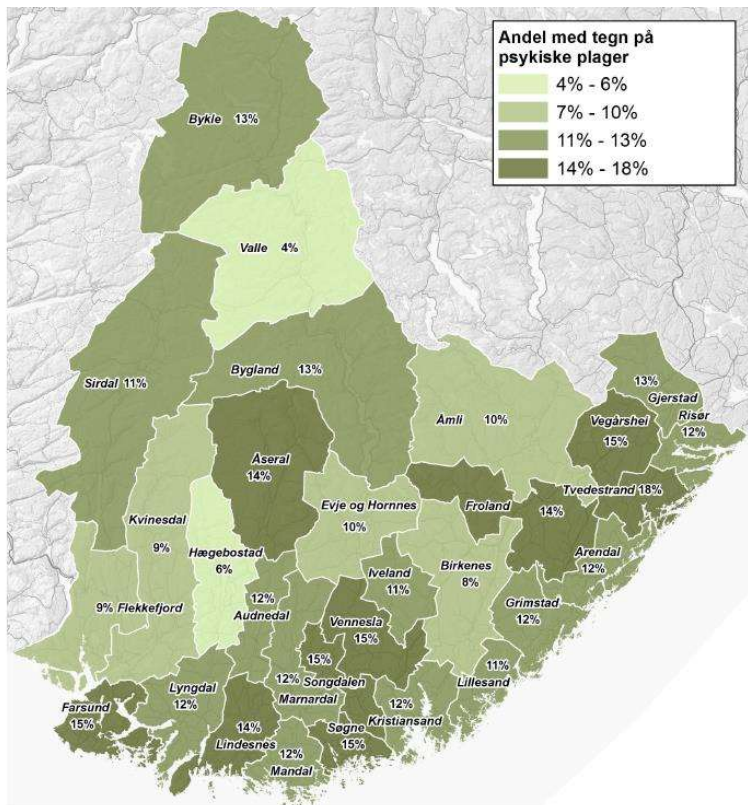 Andel med tegn på
psykiske plager
4% - 6%
7% - 10%
11% - 13%
14% - 18%
Bykle 13%
Valle 4%
Sirdal 11%
Bygland 13%
Åseral
14%
Åmli 10%
13%
Gjerstad
Risør
12%
Vegårshei
15%
Tvedestrand 18%
Froland
14%
Arendal
12%
Kvinesdal
9%
Hægebostad
6%
Evje og Hornnes
10%
Iveland
11%
Birkenes
8%
Grimstad
12%
9% Flekkefjord
12%
Audnedal
Vennesla
15%
15%
Songdalen
12%
Marnardal
11%
Lillesand
Lyngdal
12%
Farsund
15%
14%
Lindesnes
12%
Mandal
Søgne
15%
12%
Kristiansand